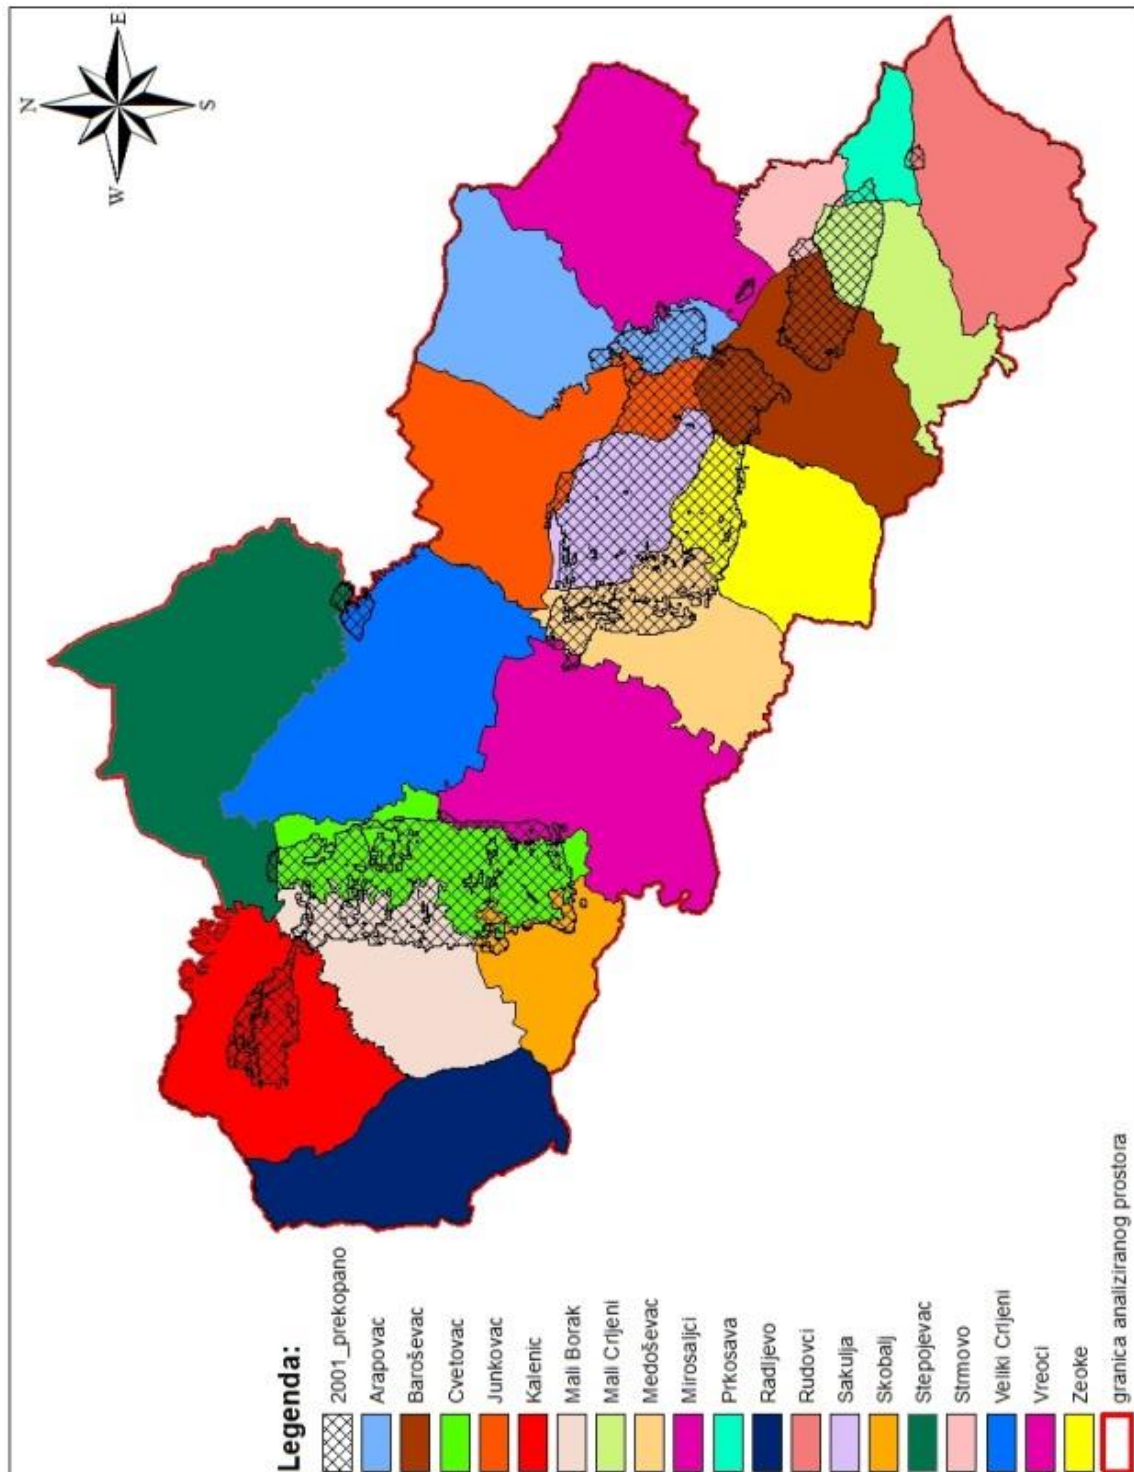 N
E
W
S
Legenda:
2001_prekopano
Arapovac
Baroševac
Cvetovac
Junkovac
Kalenic
Mali Borak
Mali Crljeni
Medoševac
Mirosaljci
Prkosava
Radljevo
Rudovci
Sakulja
Skobalj
Stepojevac
Strmovo
Veliki Crljeni
Vreoci
Zeoke
granica analiziranog prostora